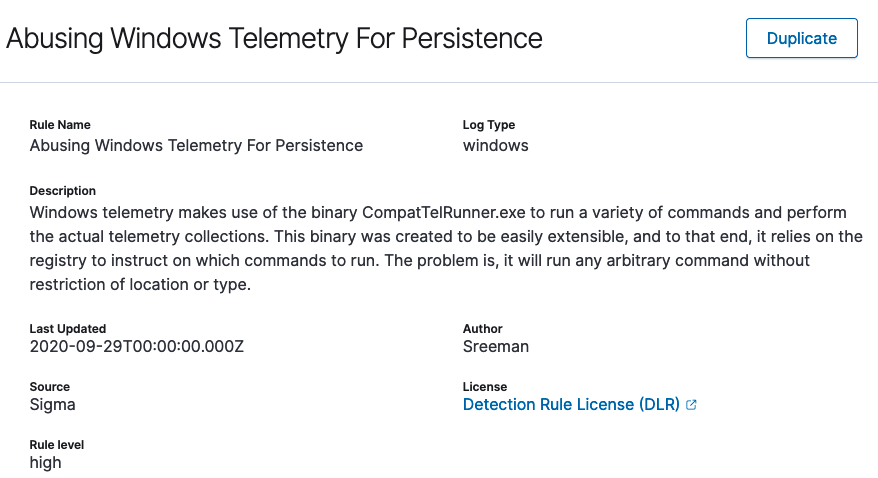 Abusing Windows Telemetry For Persistence
Duplicate
Rule Name
Abusing Windows Telemetry For Persistence
Log Type
windows
Description
Windows telemetry makes use of the binary CompatTelRunner.exe to run a variety of commands and perform
the actual telemetry collections. This binary was created to be easily extensible, and to that end, it relies on the
registry to instruct on which commands to run. The problem is, it will run any arbitrary command without
restriction of location or type.
Last Updated
2020-09-29T00:00:00.000Z
Author
Sreeman
Source
Sigma
License
Detection Rule License (DLR)
Rule level
high